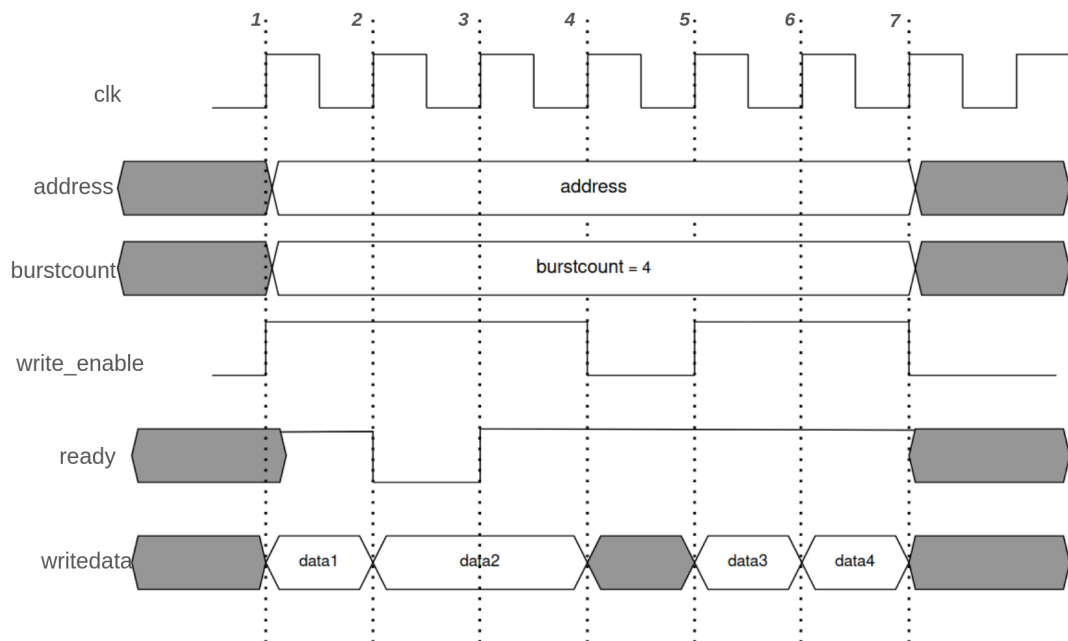 1 2 3 4 5 6 7
clk
address address
burstcount burstcount = 4
write_enable
ready
writedata data1 data2 data3 data4